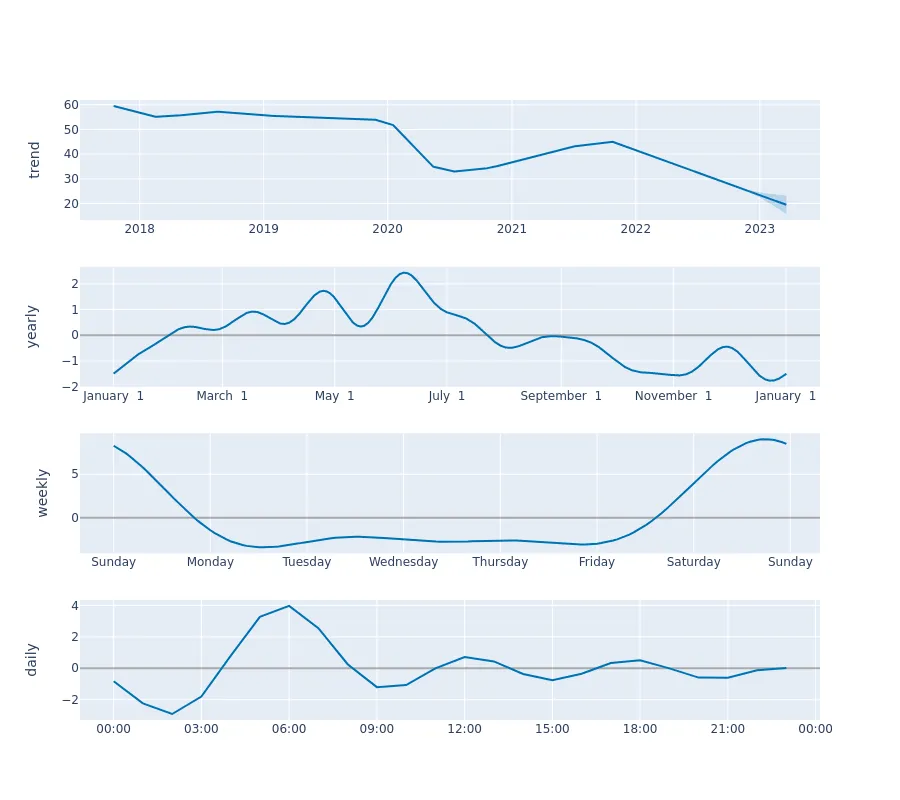 trend
60
50
40
30
20
2018 2019 2020 2021 2022 2023
yearly
2
1
0
−1
−2
January 1 March 1 May 1 July 1 September 1 November 1 January 1
weekly
5
0
Sunday Monday Tuesday Wednesday Thursday Friday Saturday Sunday
daily
4
2
0
−2
00:00 03:00 06:00 09:00 12:00 15:00 18:00 21:00 00:00